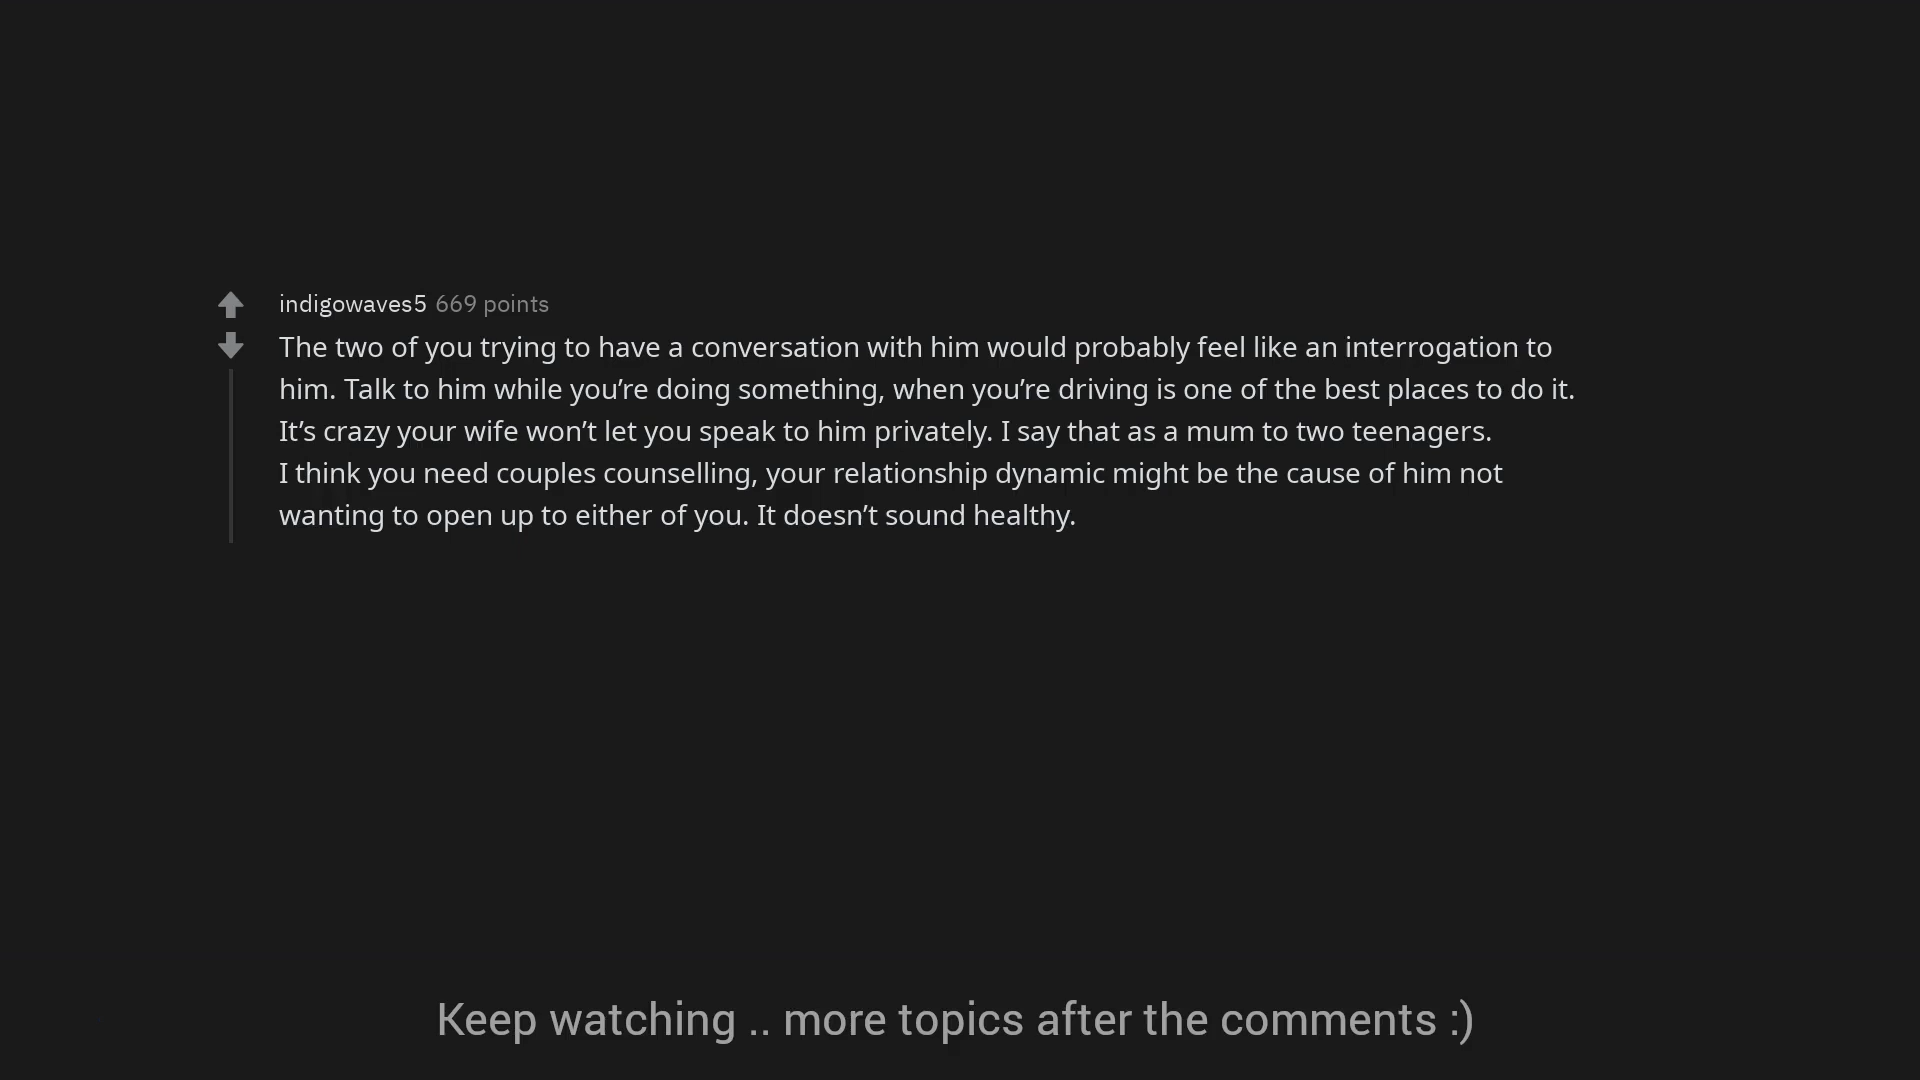 indigowaves5 669 points
The two of you trying to have a conversation with him would probably feel like an interrogation to
him. Talk to him while you’re doing something, when you’re driving is one of the best places to do it.
It’s crazy your wife won’t let you speak to him privately. I say that as a mum to two teenagers.
I think you need couples counselling, your relationship dynamic might be the cause of him not
wanting to open up to either of you. It doesn’t sound healthy.
Keep watching .. more topics after the comments :)